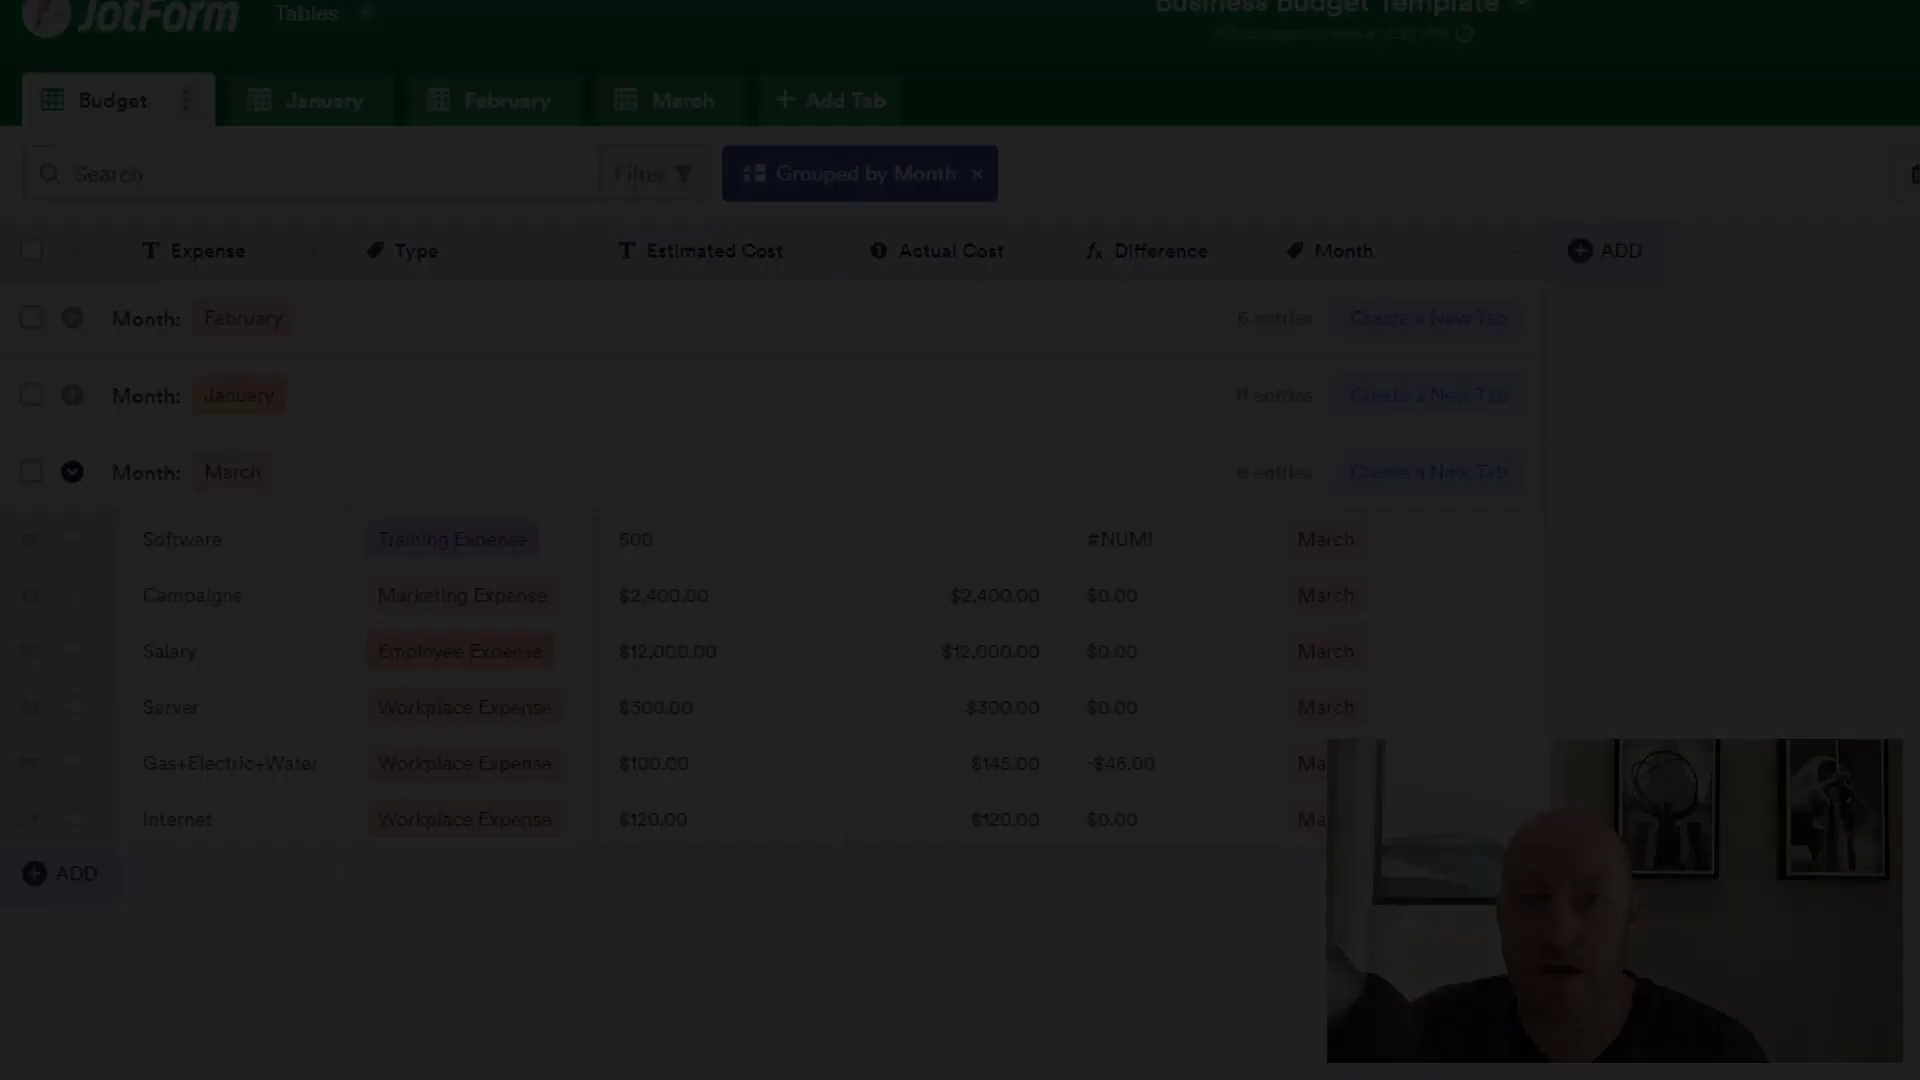 JotForm Tables Business Budget Template
Budget January February March + Add Tab
Search Filter Grouped by Month ×
Expense Type Estimated Cost Actual Cost Difference Month ADD
Month: February 6 entries Create a New Tab
Month: January 11 entries Create a New Tab
Month: March 6 entries Create a New Tab
Software Training Expense 500 #NUM! March
Campaigns Marketing Expense $2,400.00 $2,400.00 $0.00 March
Salary Employee Expense $12,000.00 $12,000.00 $0.00 March
Server Workplace Expense $300.00 $300.00 $0.00 March
Gas+Electric+Water Workplace Expense $100.00 $145.00 -$45.00 Ma
Internet Workplace Expense $120.00 $120.00 $0.00 Ma
ADD